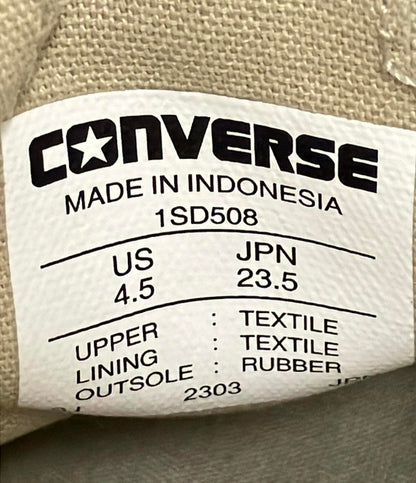 CONVERSE
MADE IN INDONESIA
1SD508
US JPN
4.5 23.5
UPPER : TEXTILE
LINING : TEXTILE
OUTSOLE : RUBBER
2303